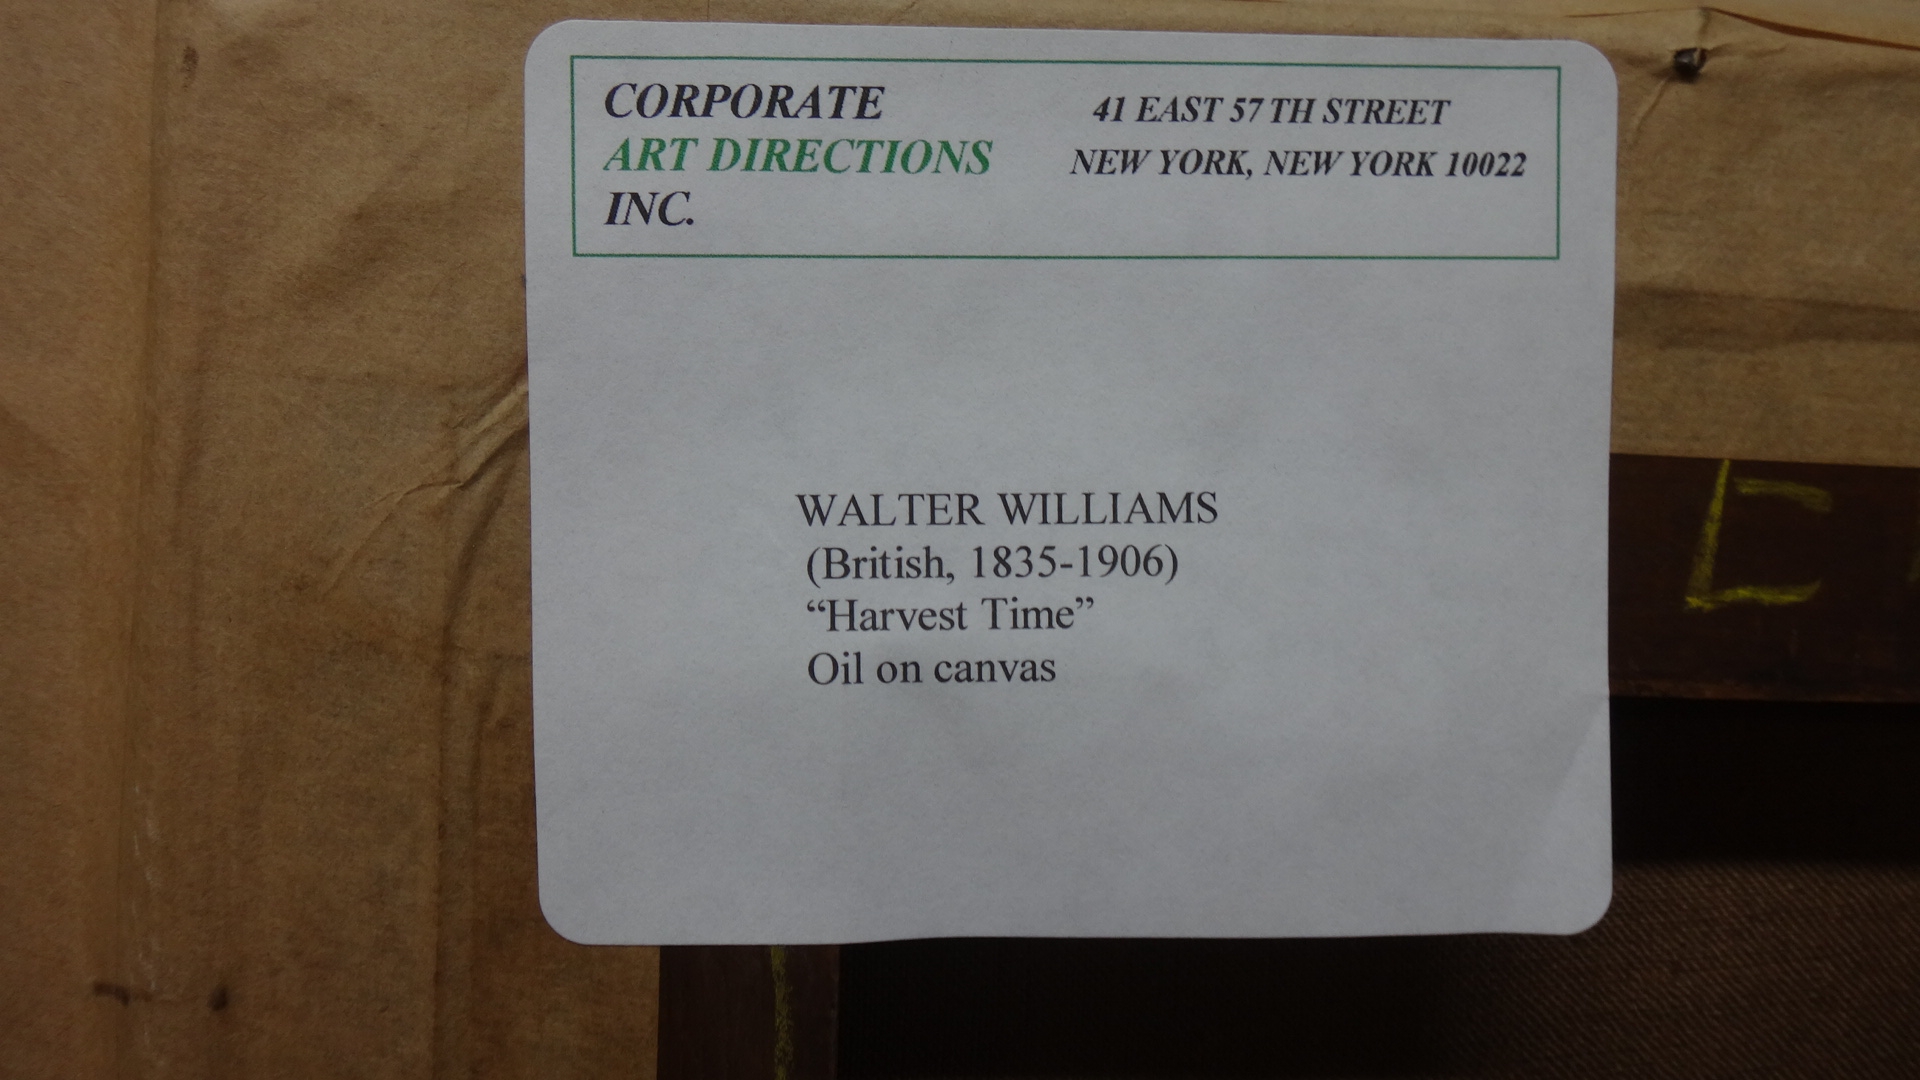 CORPORATE
ART DIRECTIONS
INC.
41 EAST 57 TH STREET
NEW YORK, NEW YORK 10022
WALTER WILLIAMS
(British, 1835-1906)
“Harvest Time”
Oil on canvas
E